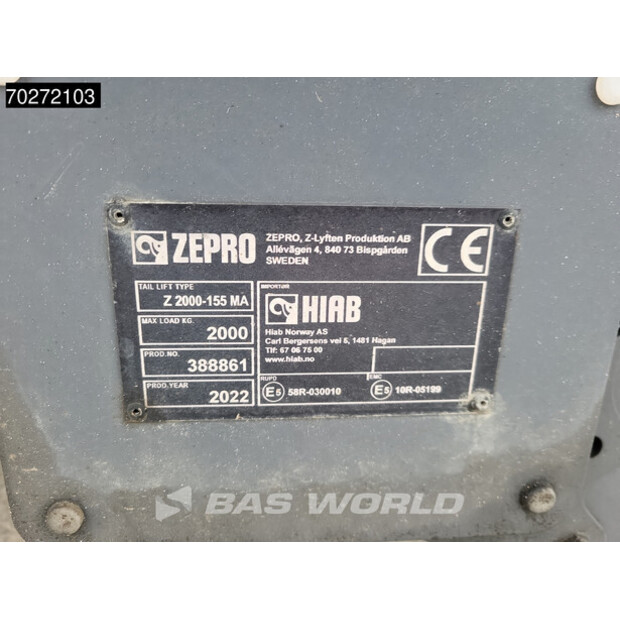 70272103
ZEPRO
ZEPRO, Z-Lyften Produktion AB
Allévägen 4, 840 73 Bispgården
SWEDEN
CE
TAIL LIFT TYPE
Z 2000-155 MA
MAX LOAD KG.
2000
PROD.NO.
388861
PROD.YEAR
2022
IMPORTØR
HIAB
Hiab Norway AS
Carl Bergersens vei 5, 1481 Hagan
Tlf: 67 06 75 00
www.hiab.no
RUPD
E5 58R-030010
EMC
E5 10R-05199
BAS WORLD